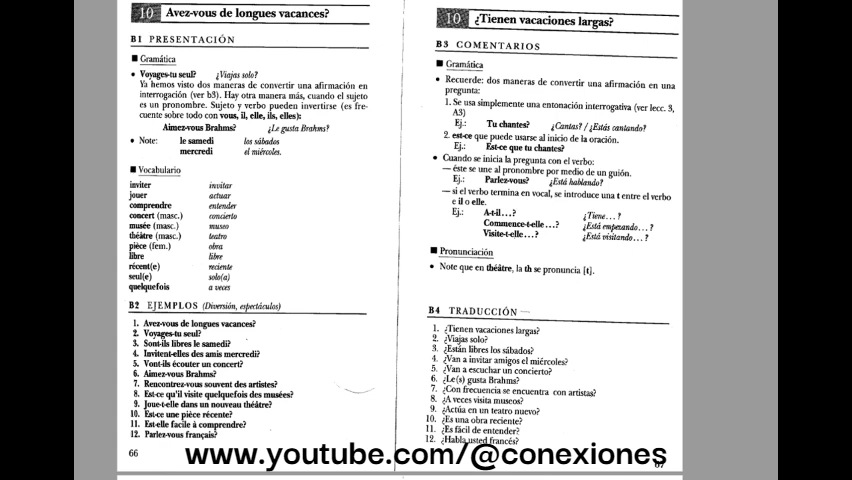 10 Avez-vous de longues vacances?
B1 PRESENTACIÓN
■ Gramática
• Voyages-tu seul? ¿Viajas solo?
Ya hemos visto dos maneras de convertir una afirmación en
interrogación (ver b3). Hay otra manera más, cuando el sujeto
es un pronombre. Sujeto y verbo pueden invertirse (es fre-
cuente sobre todo con vous, il, elle, ils, elles):
Aimez-vous Brahms? ¿Le gusta Brahms?
• Note: le samedi los sábados
mercredi el miércoles.
■ Vocabulario
inviter invitar
jouer actuar
comprendre entender
concert (masc.) concierto
musée (masc.) museo
théâtre (masc.) teatro
pièce (fem.) obra
libre libre
récent(e) reciente
seul(e) solo(a)
quelquefois a veces
B2 EJEMPLOS (Diversión, espectáculos)
1. Avez-vous de longues vacances?
2. Voyages-tu seul?
3. Sont-ils libres le samedi?
4. Invitent-elles des amis mercredi?
5. Vont-ils écouter un concert?
6. Aimez-vous Brahms?
7. Rencontrez-vous souvent des artistes?
8. Est-ce qu'il visite quelquefois des musées?
9. Joue-t-elle dans un nouveau théâtre?
10. Est-ce une pièce récente?
11. Est-elle facile à comprendre?
12. Parlez-vous français?
66
10 ¿Tienen vacaciones largas?
B3 COMENTARIOS
■ Gramática
• Recuerde: dos maneras de convertir una afirmación en una
pregunta:
1. Se usa simplemente una entonación interrogativa (ver lecc. 3,
A3)
Ej.: Tu chantes? ¿Cantas? / ¿Estás cantando?
2. est-ce que puede usarse al inicio de la oración.
Ej.: Est-ce que tu chantes?
• Cuando se inicia la pregunta con el verbo:
— éste se une al pronombre por medio de un guión.
Ej.: Parlez-vous? ¿Está hablando?
— si el verbo termina en vocal, se introduce una t entre el verbo
e il o elle.
Ej.: A-t-il...? ¿Tiene...?
Commence-t-elle...? ¿Está empezando...?
Visite-t-elle...? ¿Está visitando...?
■ Pronunciación
• Note que en théâtre, la th se pronuncia [t].
B4 TRADUCCIÓN
1. ¿Tienen vacaciones largas?
2. ¿Viajas solo?
3. ¿Están libres los sábados?
4. ¿Van a invitar amigos el miércoles?
5. ¿Van a escuchar un concierto?
6. ¿Le(s) gusta Brahms?
7. ¿Con frecuencia se encuentra con artistas?
8. ¿A veces visita museos?
9. ¿Actúa en un teatro nuevo?
10. ¿Es una obra reciente?
11. ¿Es fácil de entender?
12. ¿Habla usted francés?
67
www.youtube.com/@conexiones